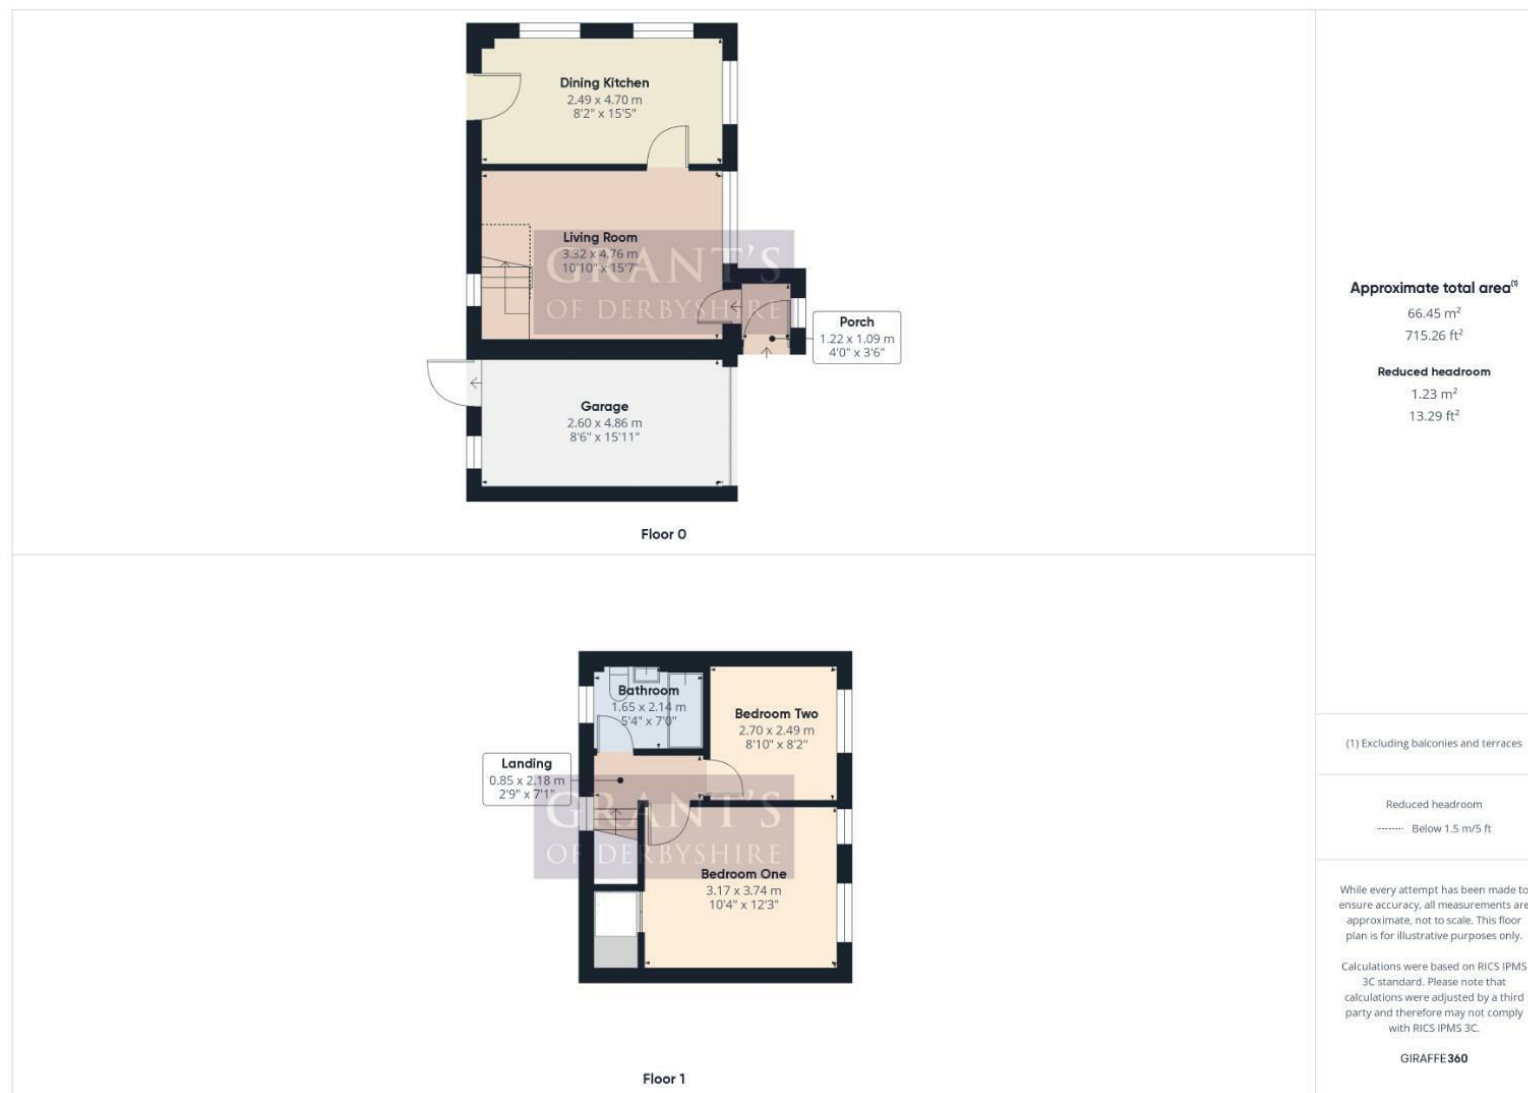 Dining Kitchen
2.49 x 4.70 m
8'2" x 15'5"
Living Room
3.32 x 4.76 m
10'10" x 15'7"
GRANT'S
OF DERBYSHIRE
Porch
1.22 x 1.09 m
4'0" x 3'6"
Garage
2.60 x 4.86 m
8'6" x 15'11"
Floor 0
Approximate total area(1)
66.45 m²
715.26 ft²
Reduced headroom
1.23 m²
13.29 ft²
Bathroom
1.65 x 2.14 m
5'4" x 7'0"
Bedroom Two
2.70 x 2.49 m
8'10" x 8'2"
Landing
0.85 x 2.18 m
2'9" x 7'1"
GRANT'S
OF DERBYSHIRE
Bedroom One
3.17 x 3.74 m
10'4" x 12'3"
Floor 1
(1) Excluding balconies and terraces
Reduced headroom
Below 1.5 m/5 ft
While every attempt has been made to
ensure accuracy, all measurements are
approximate, not to scale. This floor
plan is for illustrative purposes only.
Calculations were based on RICS IPMS
3C standard. Please note that
calculations were adjusted by a third
party and therefore may not comply
with RICS IPMS 3C.
GIRAFFE360